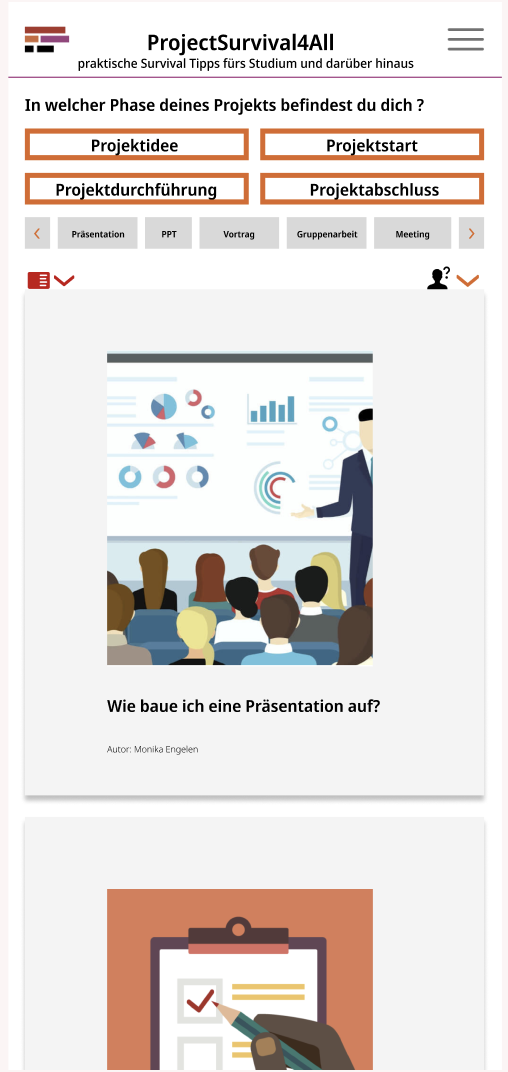 ProjectSurvival4All
praktische Survival Tipps fürs Studium und darüber hinaus
In welcher Phase deines Projekts befindest du dich ?
Projektidee
Projektstart
Projektdurchführung
Projektabschluss
Präsentation
PPT
Vortrag
Gruppenarbeit
Meeting
Wie baue ich eine Präsentation auf?
Autor: Monika Engelen